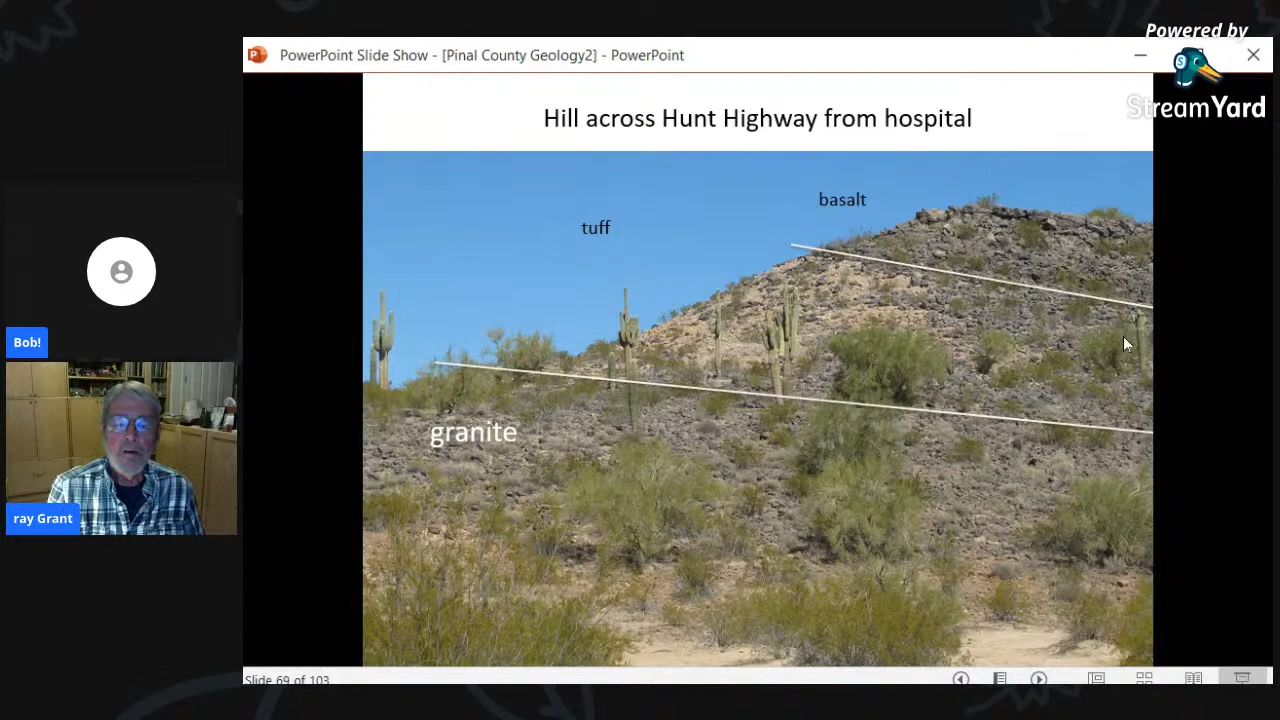 Powered by
StreamYard
PowerPoint Slide Show - [Pinal County Geology2] - PowerPoint
Hill across Hunt Highway from hospital
basalt
tuff
granite
Bob!
ray Grant
Slide 69 of 103